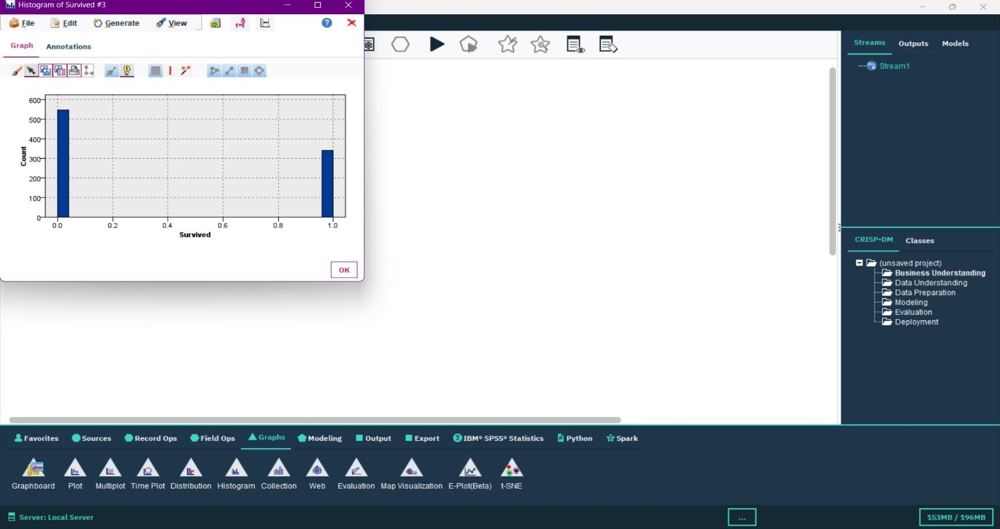 Histogram of Survived #3
File Edit Generate View
Graph Annotations
600
500
400
300
200
100
0
Count
0.0 0.2 0.4 0.6 0.8 1.0
Survived
OK
Streams Outputs Models
Stream1
CRISP-DM Classes
(unsaved project)
Business Understanding
Data Understanding
Data Preparation
Modeling
Evaluation
Deployment
Favorites Sources Record Ops Field Ops Graphs Modeling Output Export IBM® SPSS® Statistics Python Spark
Graphboard Plot Multiplot Time Plot Distribution Histogram Collection Web Evaluation Map Visualization E-Plot(Beta) t-SNE
Server: Local Server
...
153MB / 196MB